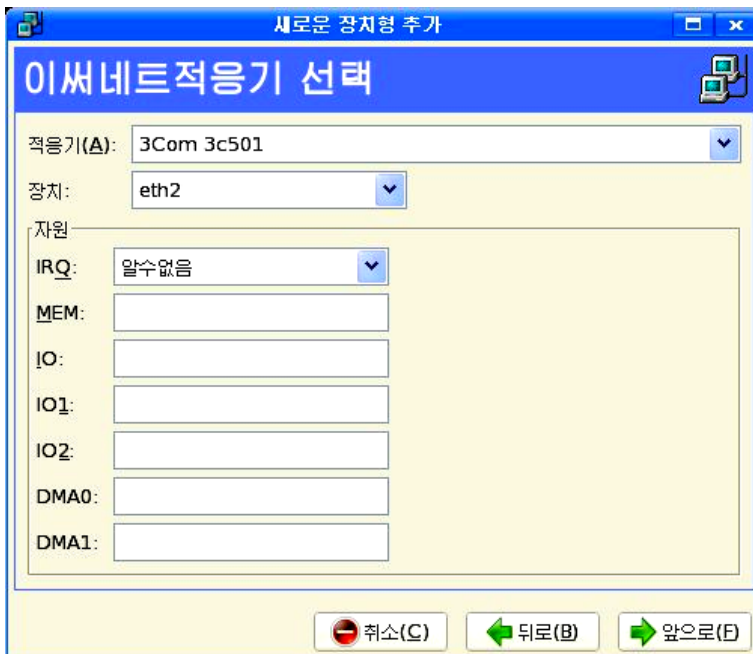 새로운 장치형 추가
이써네트적응기 선택
적응기(A): 3Com 3c501
장치: eth2
자원
IRQ: 알수없음
MEM:
IO:
IO1:
IO2:
DMA0:
DMA1:
취소(C) 뒤로(B) 앞으로(F)